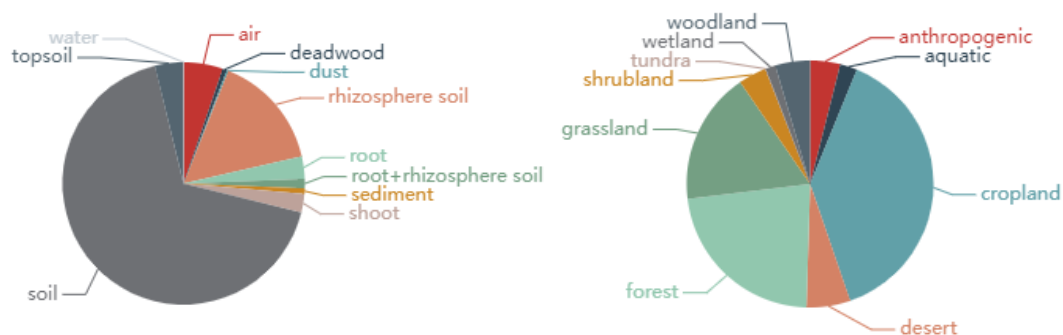 water
air
topsoil
deadwood
dust
rhizosphere soil
root
root+rhizosphere soil
sediment
shoot
soil
woodland
anthropogenic
wetland
aquatic
tundra
shrubland
grassland
cropland
forest
desert